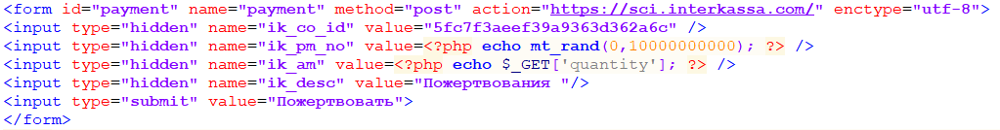 <form id="payment" name="payment" method="post" action="https://sci.interkassa.com/" enctype="utf-8">
<input type="hidden" name="ik_co_id" value="5fc7f3aeef39a9363d362a6c" />
<input type="hidden" name="ik_pm_no" value=<?php echo mt_rand(0,10000000000); ?> />
<input type="hidden" name="ik_am" value=<?php echo $_GET['quantity']; ?> />
<input type="hidden" name="ik_desc" value="Пожертвования "/>
<input type="submit" value="Пожертвовать">
</form>